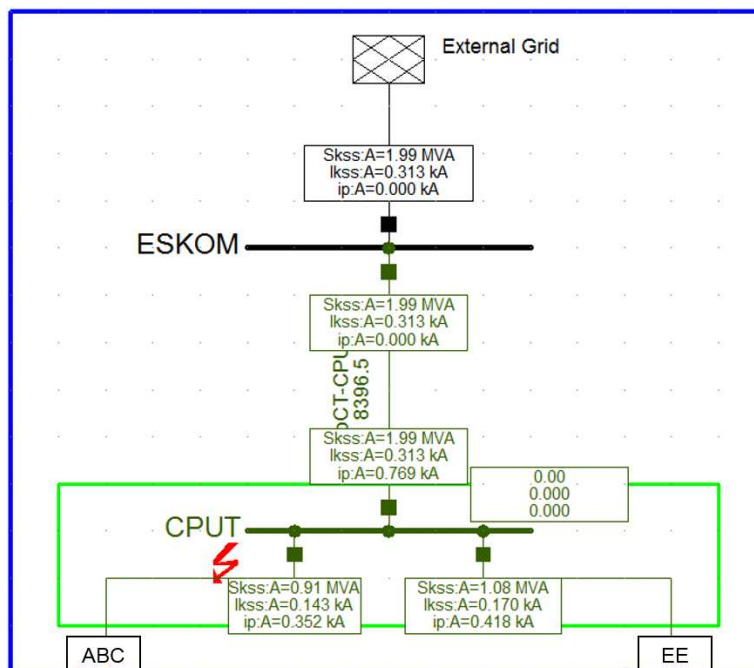 External Grid
Skss:A=1.99 MVA
Ikss:A=0.313 kA
ip:A=0.000 kA
ESKOM
Skss:A=1.99 MVA
Ikss:A=0.313 kA
ip:A=0.000 kA
8396.5
Skss:A=1.99 MVA
Ikss:A=0.313 kA
ip:A=0.769 kA
0.00
0.000
0.000
CPUT
Skss:A=0.91 MVA
Ikss:A=0.143 kA
ip:A=0.352 kA
Skss:A=1.08 MVA
Ikss:A=0.170 kA
ip:A=0.418 kA
ABC
EE